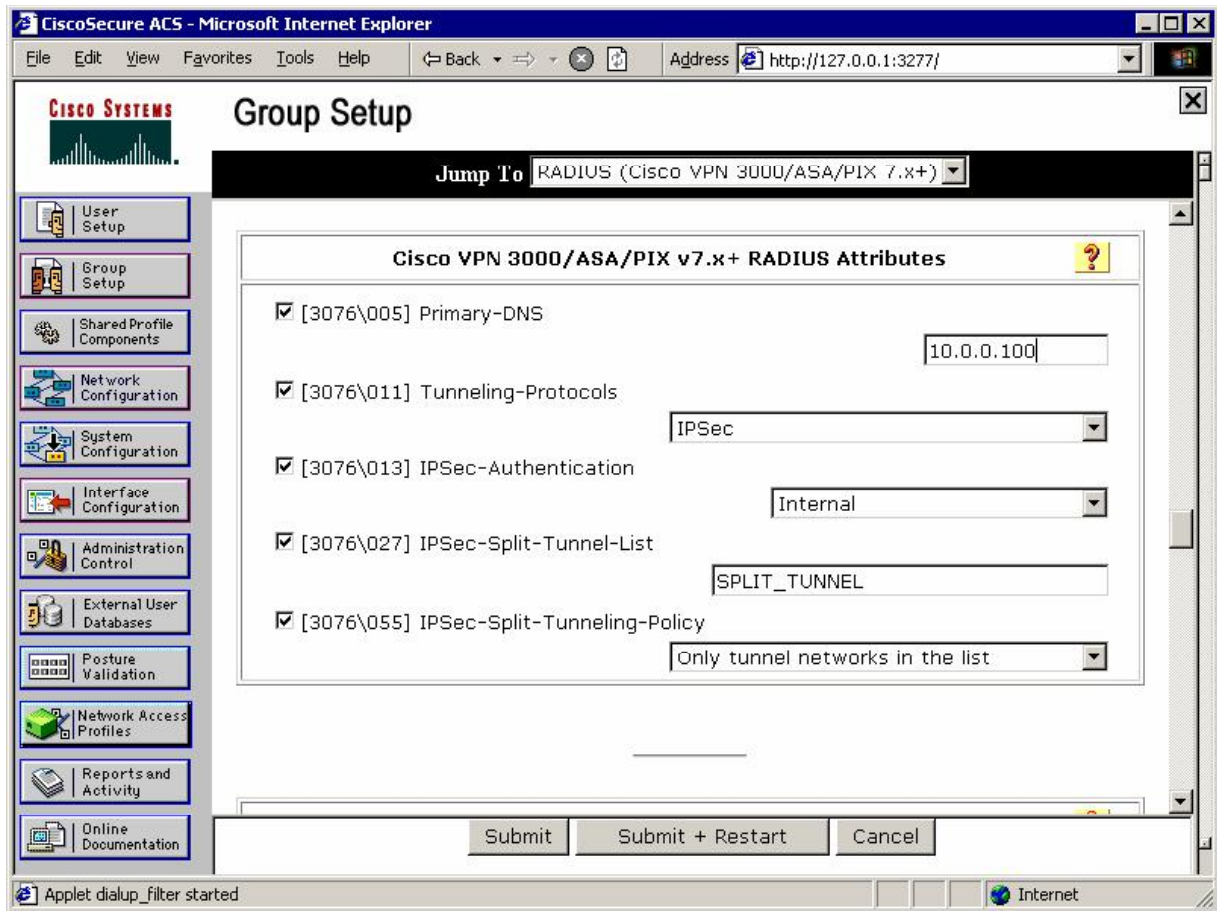 CiscoSecure ACS - Microsoft Internet Explorer
File Edit View Favorites Tools Help Back Address http://127.0.0.1:3277/
CISCO SYSTEMS
Group Setup
Jump To RADIUS (Cisco VPN 3000/ASA/PIX 7.x+)
User Setup
Group Setup
Shared Profile Components
Network Configuration
System Configuration
Interface Configuration
Administration Control
External User Databases
Posture Validation
Network Access Profiles
Reports and Activity
Online Documentation
Cisco VPN 3000/ASA/PIX v7.x+ RADIUS Attributes
?
[3076\005] Primary-DNS
10.0.0.100
[3076\011] Tunneling-Protocols
IPSec
[3076\013] IPSec-Authentication
Internal
[3076\027] IPSec-Split-Tunnel-List
SPLIT_TUNNEL
[3076\055] IPSec-Split-Tunneling-Policy
Only tunnel networks in the list
Submit Submit + Restart Cancel
Applet dialup_filter started Internet